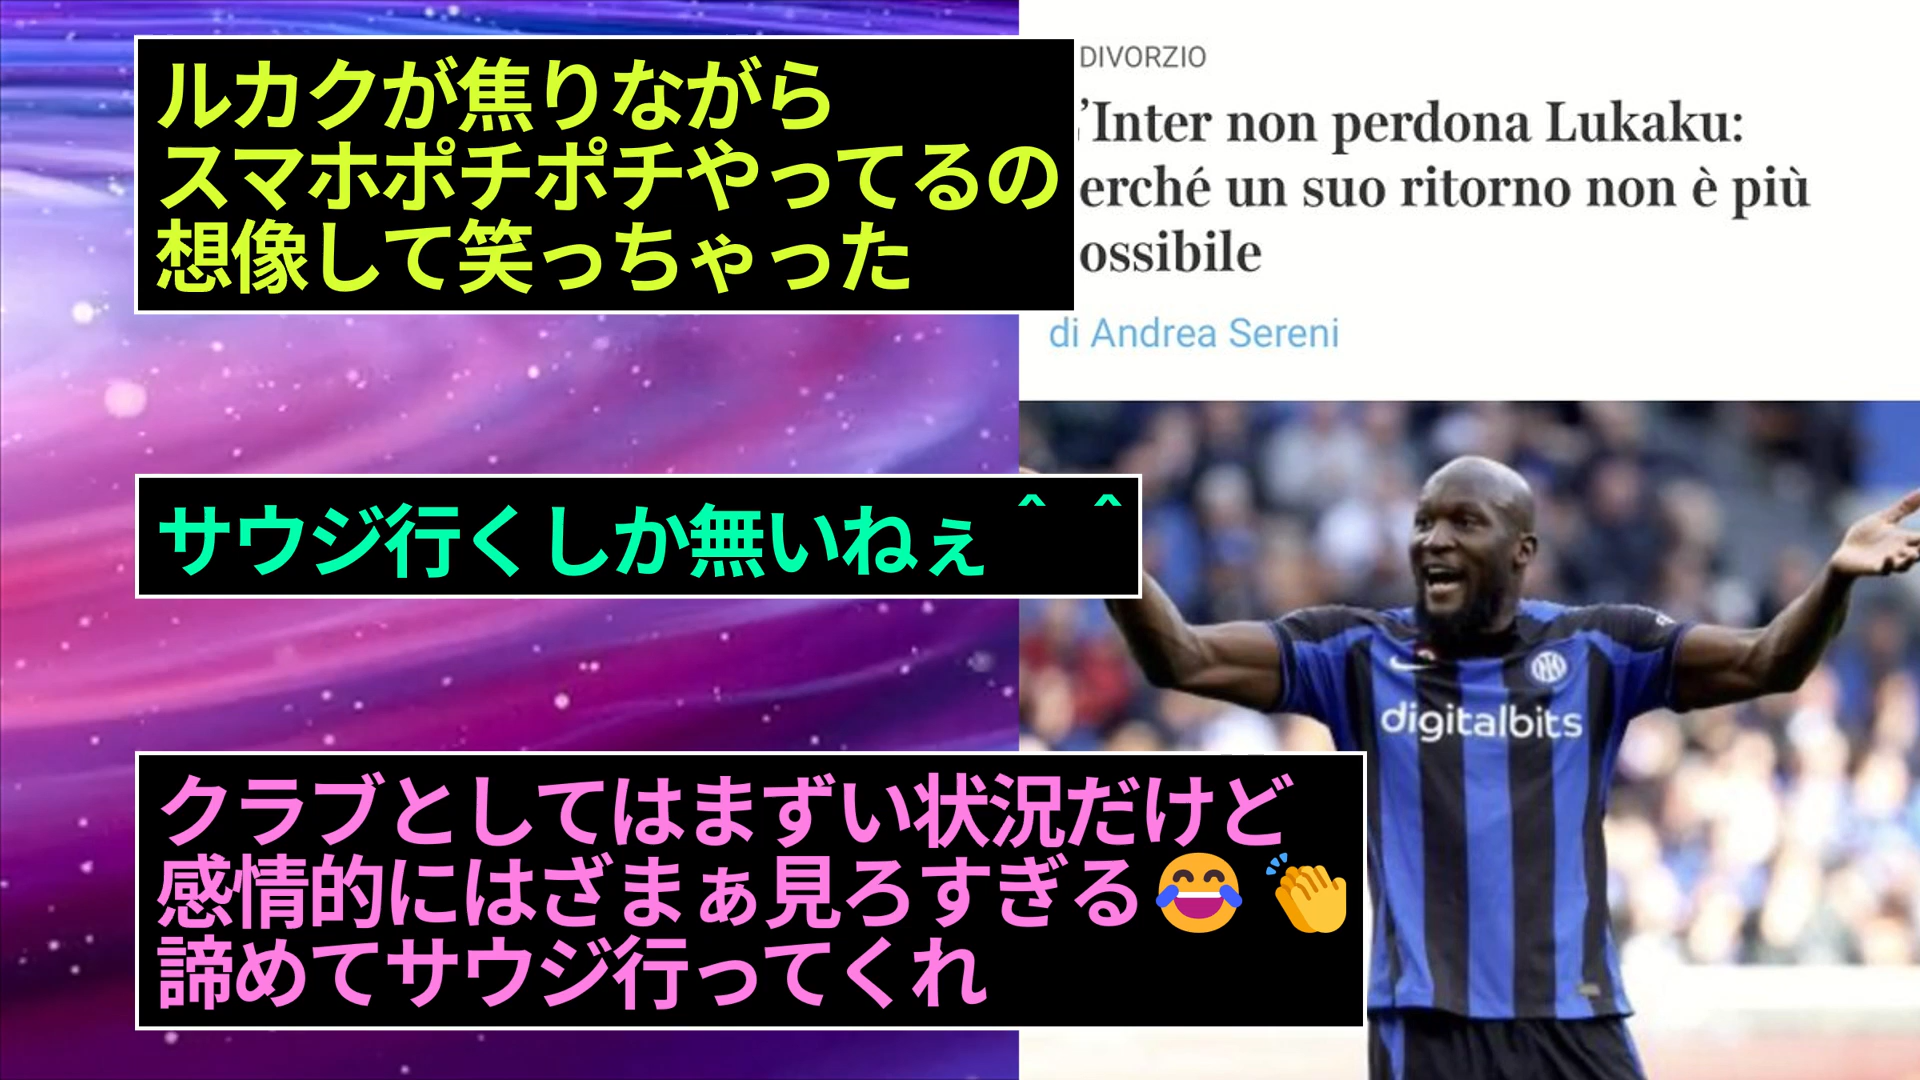 ルカクが焦りながら
スマホポチポチやってるの
想像して笑っちゃった
サウジ行くしか無いねぇ＾ ＾
クラブとしてはまずい状況だけど
感情的にはざまぁ見ろすぎる😂👏
諦めてサウジ行ってくれ
DIVORZIO
’Inter non perdona Lukaku:
erché un suo ritorno non è più
ossibile
di Andrea Sereni
digitalbits